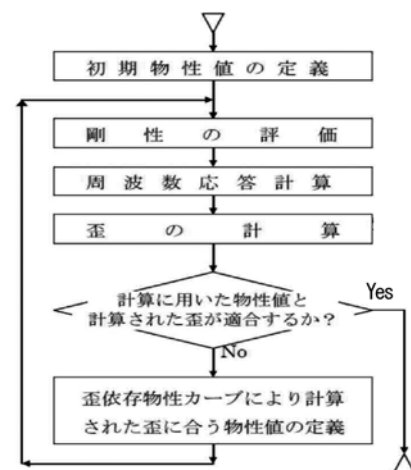 初期物性値の定義
剛性の評価
周波数応答計算
歪の計算
計算に用いた物性値と
計算された歪が適合するか？
Yes
No
歪依存物性カーブにより計算
された歪に合う物性値の定義